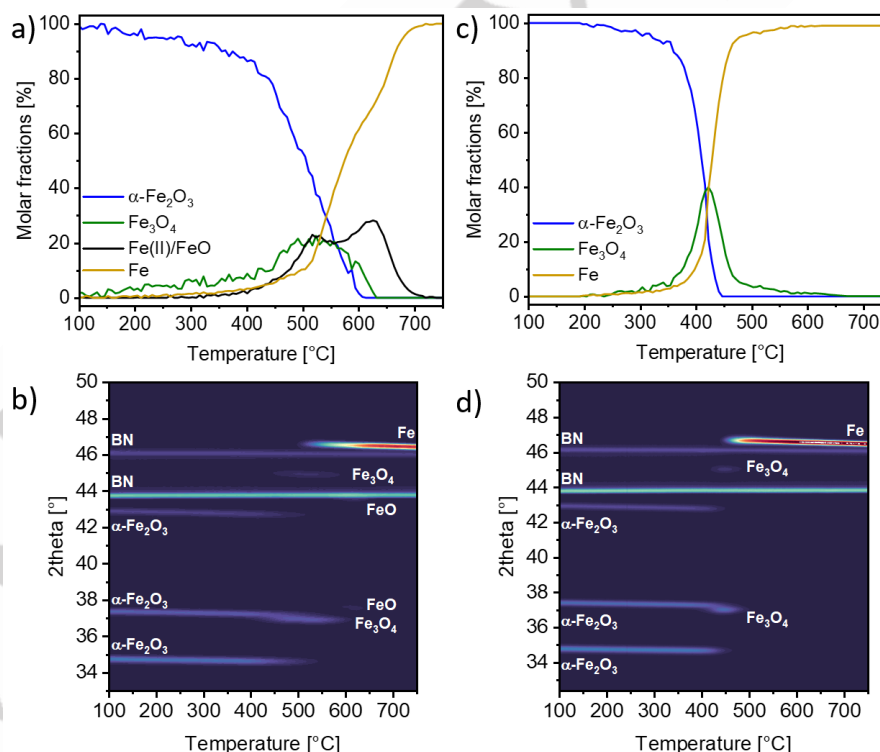 a)
Molar fractions [%]
100
80
60
40
20
0
α-Fe₂O₃
Fe₃O₄
Fe(II)/FeO
Fe
100 200 300 400 500 600 700
Temperature [°C]
c)
Molar fractions [%]
100
80
60
40
20
0
α-Fe₂O₃
Fe₃O₄
Fe
100 200 300 400 500 600 700
Temperature [°C]
b)
2theta [°]
50
48
46
44
42
40
38
36
34
BN
Fe
Fe₃O₄
BN
FeO
α-Fe₂O₃
α-Fe₂O₃
FeO
Fe₃O₄
α-Fe₂O₃
100 200 300 400 500 600 700
Temperature [°C]
d)
2theta [°]
50
48
46
44
42
40
38
36
34
Fe
BN
Fe₃O₄
BN
α-Fe₂O₃
α-Fe₂O₃
Fe₃O₄
α-Fe₂O₃
100 200 300 400 500 600 700
Temperature [°C]